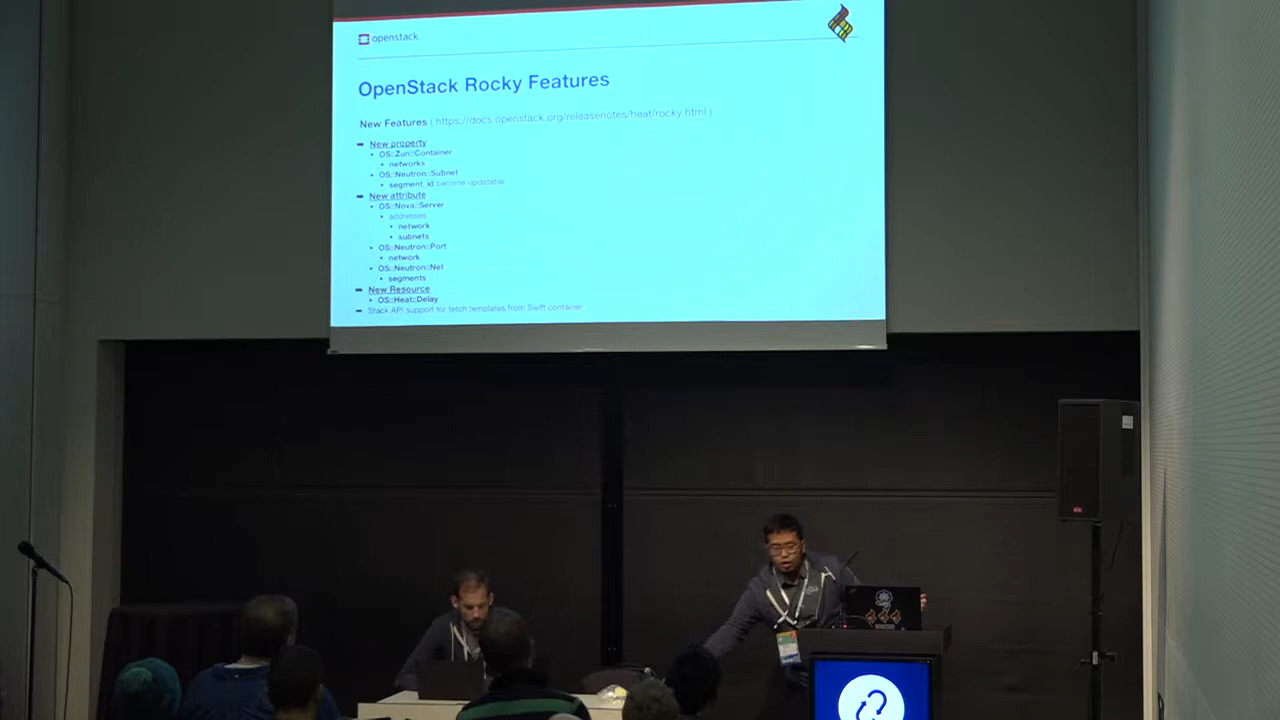 openstack.
OpenStack Rocky Features
New Features ( https://docs.openstack.org/releasenotes/heat/rocky.html )
New property
OS::Zun::Container
networks
OS::Neutron::Subnet
segment_id become updatable
New attribute
OS::Nova::Server
addresses
network
subnets
OS::Neutron::Port
network
OS::Neutron::Net
segments
New Resource
OS::Heat::Delay
Stack API support for fetch templates from Swift container